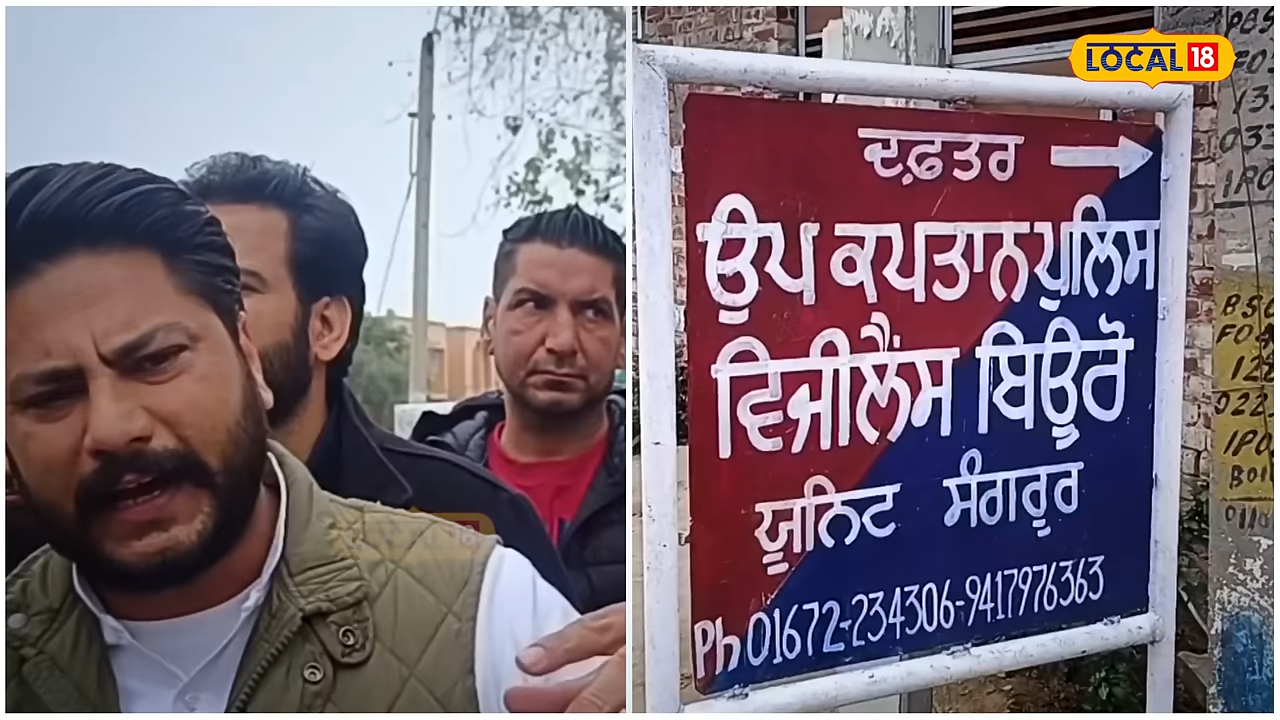 LOCAL 18
ਦਫ਼ਤਰ
ਉਪ ਕਪਤਾਨ ਪੁਲਿਸ
ਵਿਜੀਲੈਂਸ ਬਿਊਰੋ
ਯੂਨਿਟ ਸੰਗਰੂਰ
Ph 01672-234306-9417976363